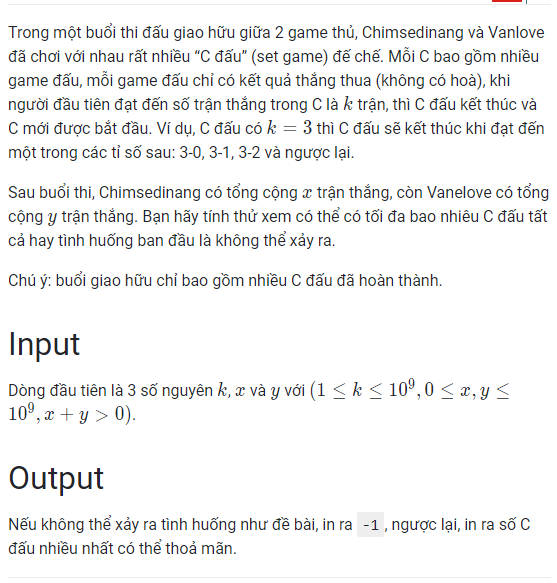 Trong một buổi thi đấu giao hữu giữa 2 game thủ, Chimsedinang và Vanlove
đã chơi với nhau rất nhiều “C đấu” (set game) đế chế. Mỗi C bao gồm nhiều
game đấu, mỗi game đấu chỉ có kết quả thắng thua (không có hoà), khi
người đầu tiên đạt đến số trận thắng trong C là k trận, thì C đấu kết thúc và
C mới được bắt đầu. Ví dụ, C đấu có k = 3 thì C đấu sẽ kết thúc khi đạt đến
một trong các tỉ số sau: 3-0, 3-1, 3-2 và ngược lại.
Sau buổi thi, Chimsedinang có tổng cộng x trận thắng, còn Vanelove có tổng
cộng y trận thắng. Bạn hãy tính thử xem có thể có tối đa bao nhiêu C đấu tất
cả hay tình huống ban đầu là không thể xảy ra.
Chú ý: buổi giao hữu chỉ bao gồm nhiều C đấu đã hoàn thành.
Input
Dòng đầu tiên là 3 số nguyên k, x và y với (1 ≤ k ≤ 10⁹, 0 ≤ x, y ≤
10⁹, x + y > 0).
Output
Nếu không thể xảy ra tình huống như đề bài, in ra -1, ngược lại, in ra số C
đấu nhiều nhất có thể thoả mãn.